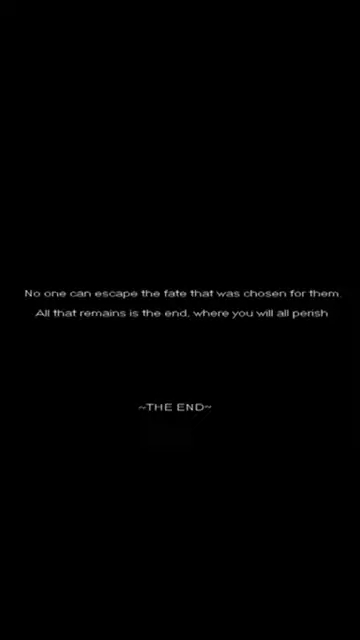 No one can escape the fate that was chosen for them.
All that remains is the end, where you will all perish
~THE END~